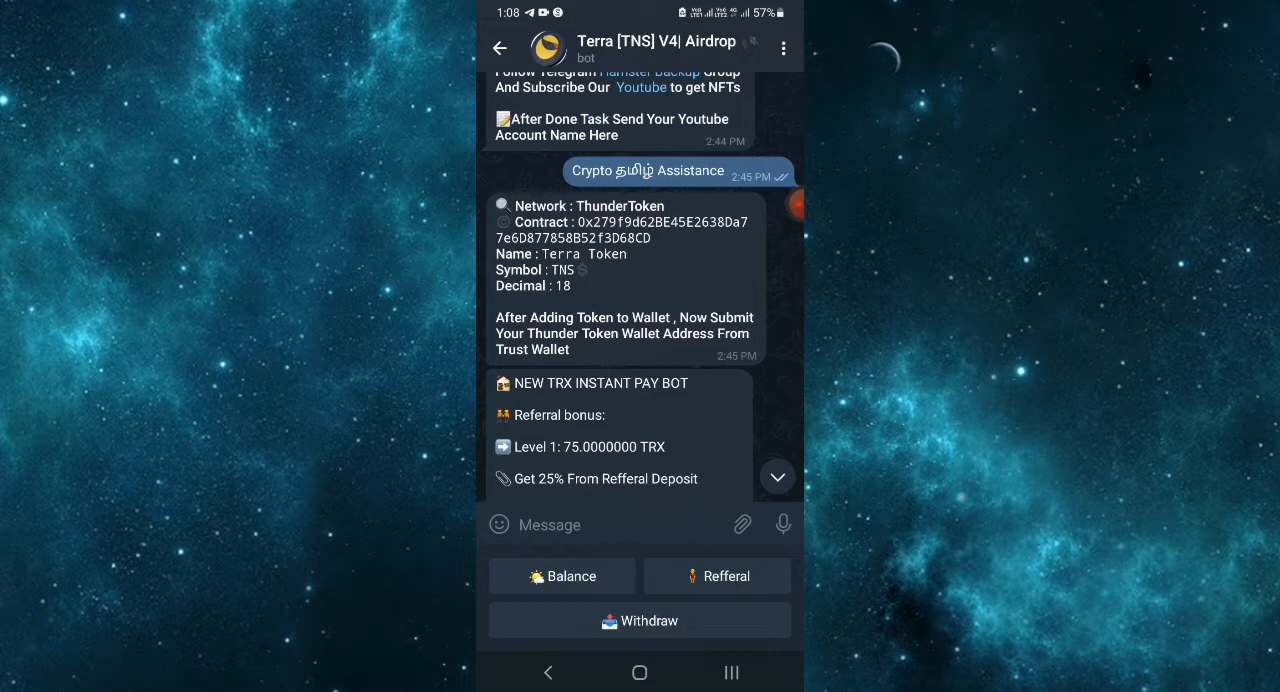 1:08
57%
Terra [TNS] V4| Airdrop
bot
Follow Telegram Hamster Backup Group
And Subscribe Our Youtube to get NFTs
📝After Done Task Send Your Youtube
Account Name Here
2:44 PM
Crypto தமிழ் Assistance 2:45 PM
🔍 Network : ThunderToken
©️ Contract : 0x279f9d62BE45E2638Da7
7e6D877858B52f3D68CD
Name : Terra Token
Symbol : TNS💲
Decimal : 18
After Adding Token to Wallet , Now Submit
Your Thunder Token Wallet Address From
Trust Wallet
2:45 PM
🏠 NEW TRX INSTANT PAY BOT
👭 Referral bonus:
➡️ Level 1: 75.0000000 TRX
📎 Get 25% From Refferal Deposit
Message
🌤 Balance
🧍 Refferal
📤 Withdraw